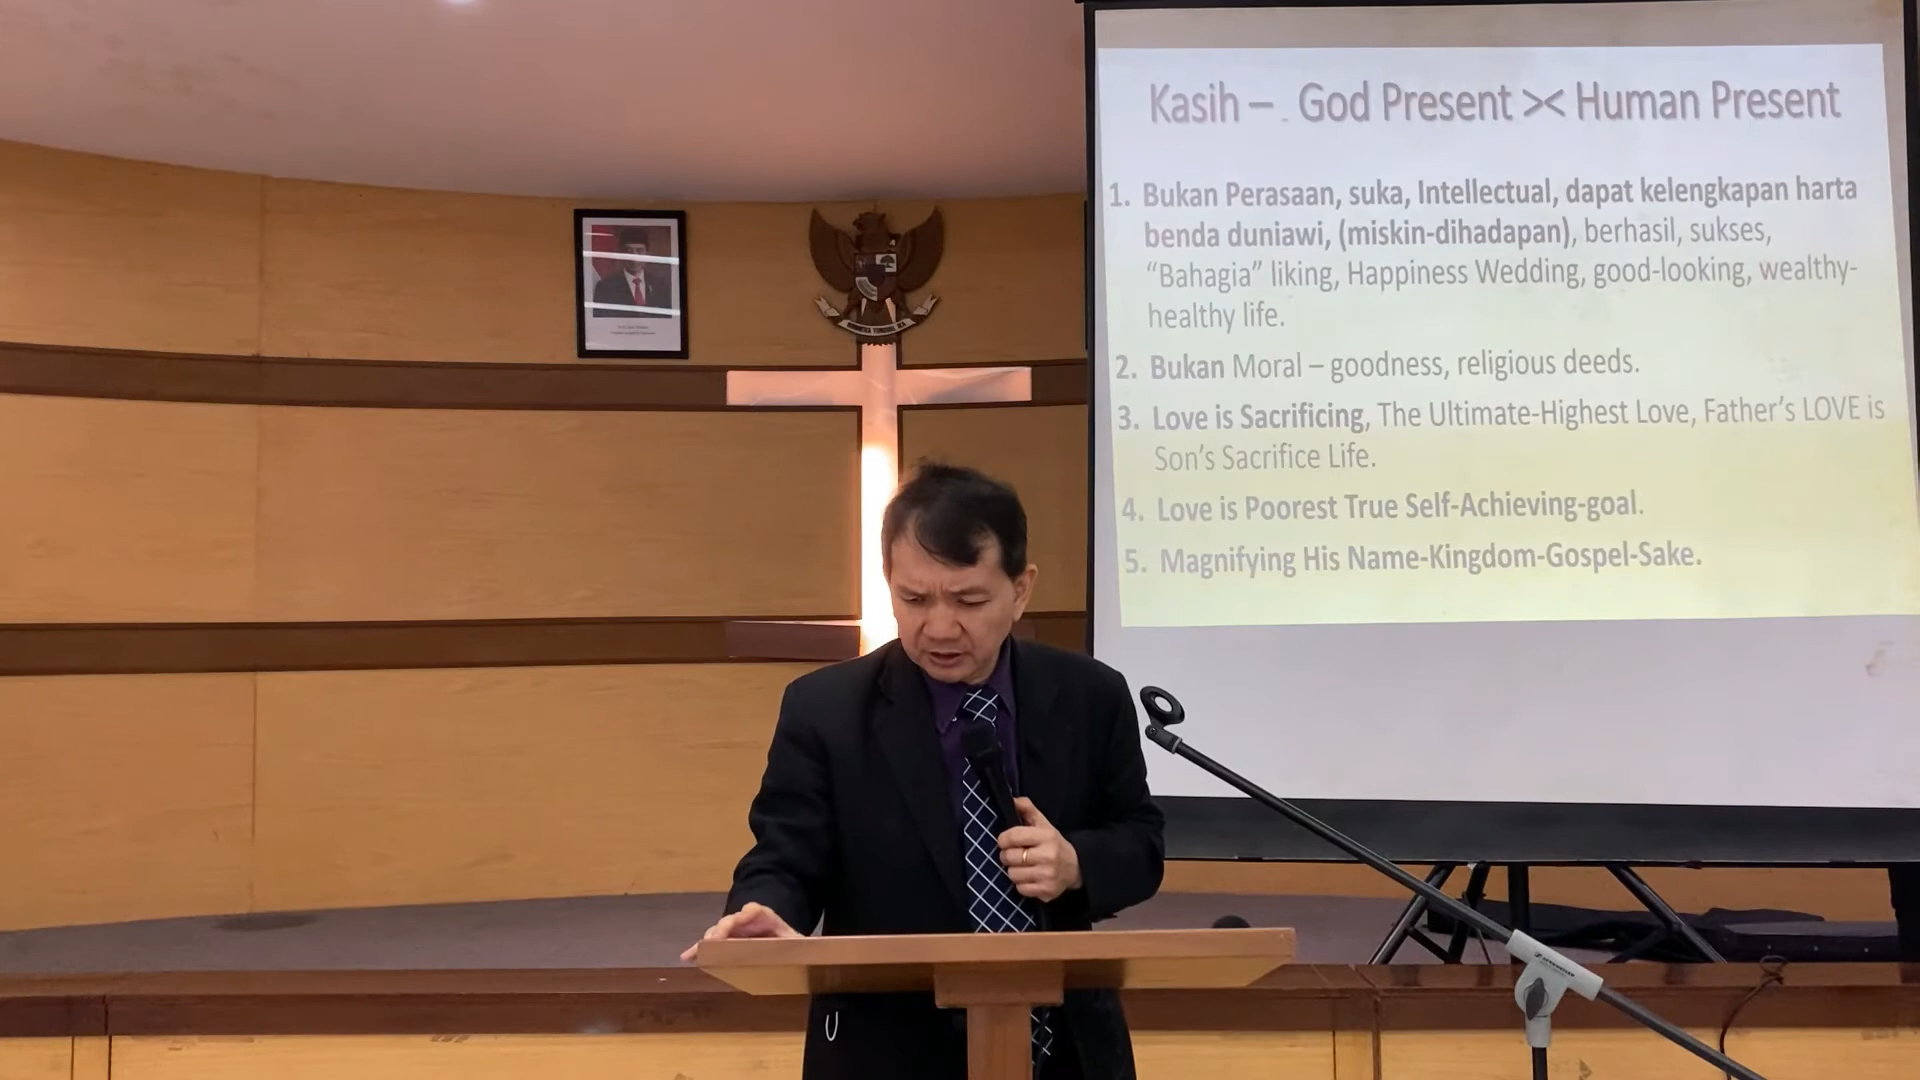 Kasih – God Present >< Human Present
1. Bukan Perasaan, suka, Intellectual, dapat kelengkapan harta
benda duniawi, (miskin-dihadapan), berhasil, sukses,
“Bahagia” liking, Happiness Wedding, good-looking, wealthy-
healthy life.
2. Bukan Moral – goodness, religious deeds.
3. Love is Sacrificing, The Ultimate-Highest Love, Father’s LOVE is
Son’s Sacrifice Life.
4. Love is Poorest True Self-Achieving-goal.
5. Magnifying His Name-Kingdom-Gospel-Sake.